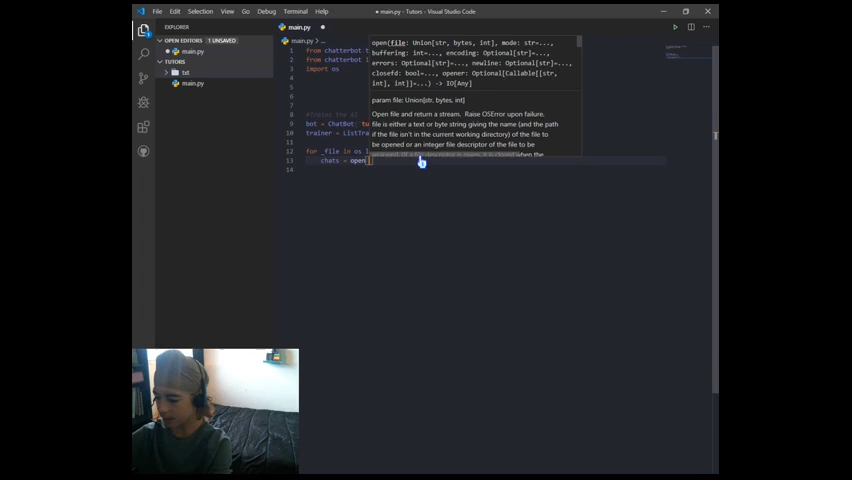 File Edit Selection View Go Debug Terminal Help
● main.py - Tutors - Visual Studio Code
EXPLORER
OPEN EDITORS 1 UNSAVED
● main.py
TUTORS
txt
main.py
main.py ●
main.py > ...
1 from chatterbot.t
2 from chatterbot i
3 import os
4
5
6
7
8
9 bot = ChatBot
10 trainer = ListTra
11
12 for _file in os l
13 chats = open(
14
open(file: Union[str, bytes, int], mode: str=...,
buffering: int=..., encoding: Optional[str]=...,
errors: Optional[str]=..., newline: Optional[str]=...,
closefd: bool=..., opener: Optional[Callable[[str,
int], int]]=...) -> IO[Any]
param file: Union[str, bytes, int]
Open file and return a stream. Raise OSError upon failure.
file is either a text or byte string giving the name (and the path
if the file isn't in the current working directory) of the file to
be opened or an integer file descriptor of the file to be